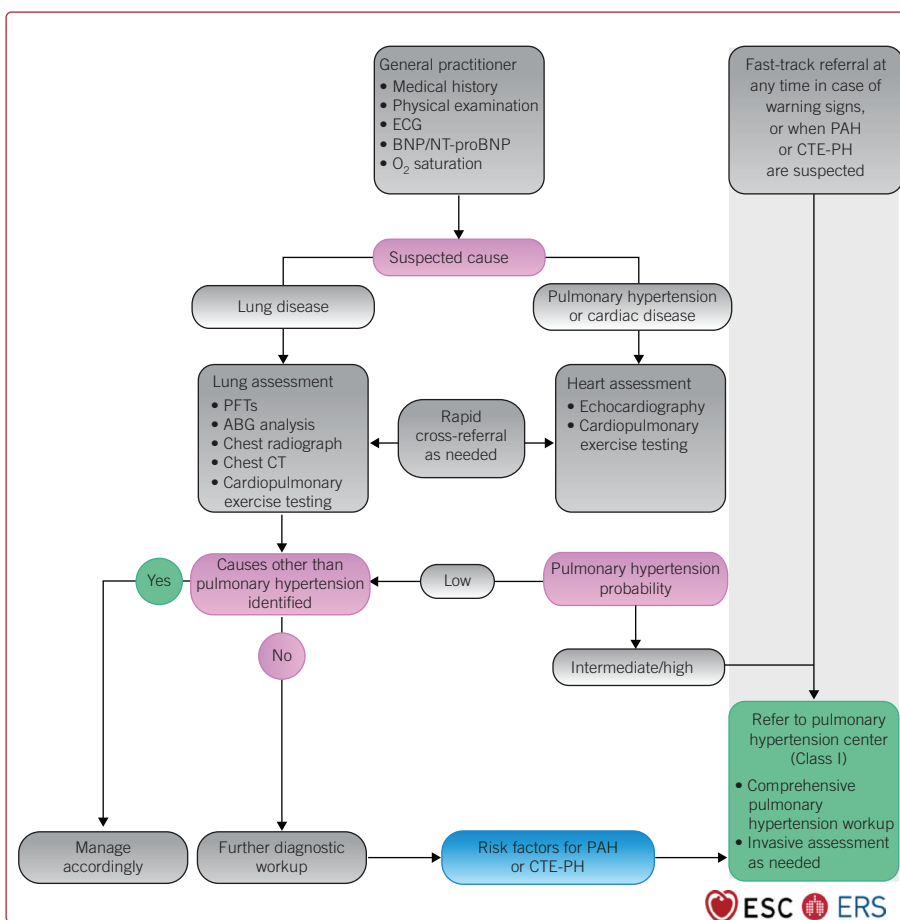 General practitioner
• Medical history
• Physical examination
• ECG
• BNP/NT-proBNP
• O₂ saturation
Fast-track referral at
any time in case of
warning signs,
or when PAH
or CTE-PH
are suspected
Suspected cause
Lung disease
Pulmonary hypertension
or cardiac disease
Lung assessment
• PFTs
• ABG analysis
• Chest radiograph
• Chest CT
• Cardiopulmonary
exercise testing
Rapid
cross-referral
as needed
Heart assessment
• Echocardiography
• Cardiopulmonary
exercise testing
Yes
Causes other than
pulmonary hypertension
identified
Low
Pulmonary hypertension
probability
No
Intermediate/high
Refer to pulmonary
hypertension center
(Class I)
• Comprehensive
pulmonary
hypertension workup
• Invasive assessment
as needed
Manage
accordingly
Further diagnostic
workup
Risk factors for PAH
or CTE-PH
ESC ERS